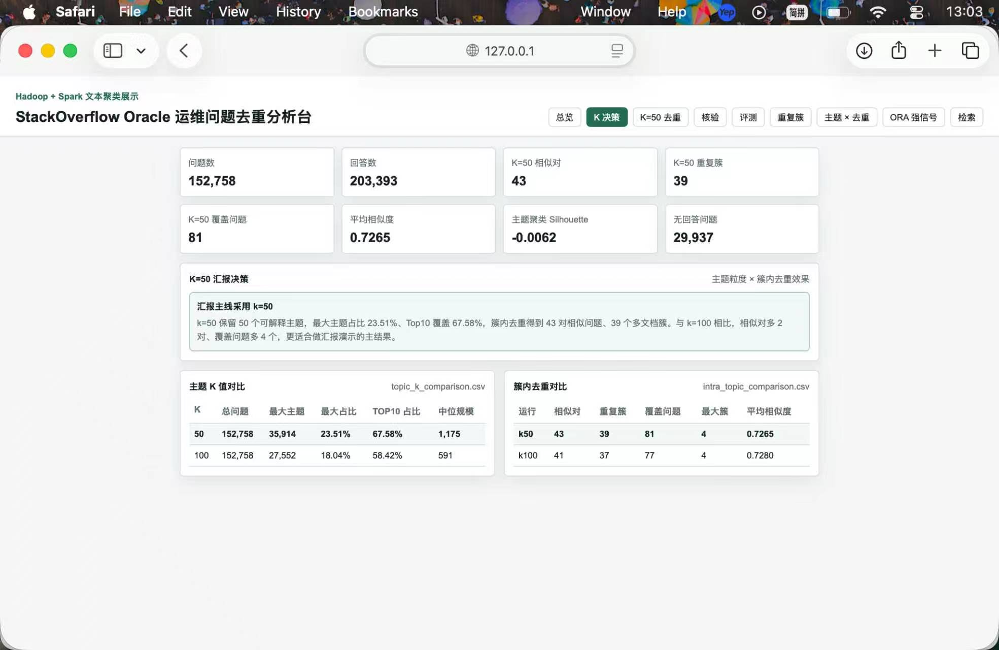 Safari File Edit View History Bookmarks Window Help Yep 简拼 13:03
127.0.0.1
Hadoop + Spark 文本聚类展示
StackOverflow Oracle 运维问题去重分析台
总览 K 决策 K=50 去重 核验 评测 重复簇 主题 × 去重 ORA 强信号 检索
问题数 回答数 K=50 相似对 K=50 重复簇
152,758 203,393 43 39
K=50 覆盖问题 平均相似度 主题聚类 Silhouette 无回答问题
81 0.7265 -0.0062 29,937
K=50 汇报决策 主题粒度 × 簇内去重效果
汇报主线采用 k=50
k=50 保留 50 个可解释主题，最大主题占比 23.51%、Top10 覆盖 67.58%，簇内去重得到 43 对相似问题、39 个多文档簇。与 k=100 相比，相似对多 2
对、覆盖问题多 4 个，更适合做汇报演示的主结果。
主题 K 值对比 topic_k_comparison.csv
K 总问题 最大主题 最大占比 TOP10 占比 中位规模
50 152,758 35,914 23.51% 67.58% 1,175
100 152,758 27,552 18.04% 58.42% 591
簇内去重对比 intra_topic_comparison.csv
运行 相似对 重复簇 覆盖问题 最大簇 平均相似度
k50 43 39 81 4 0.7265
k100 41 37 77 4 0.7280